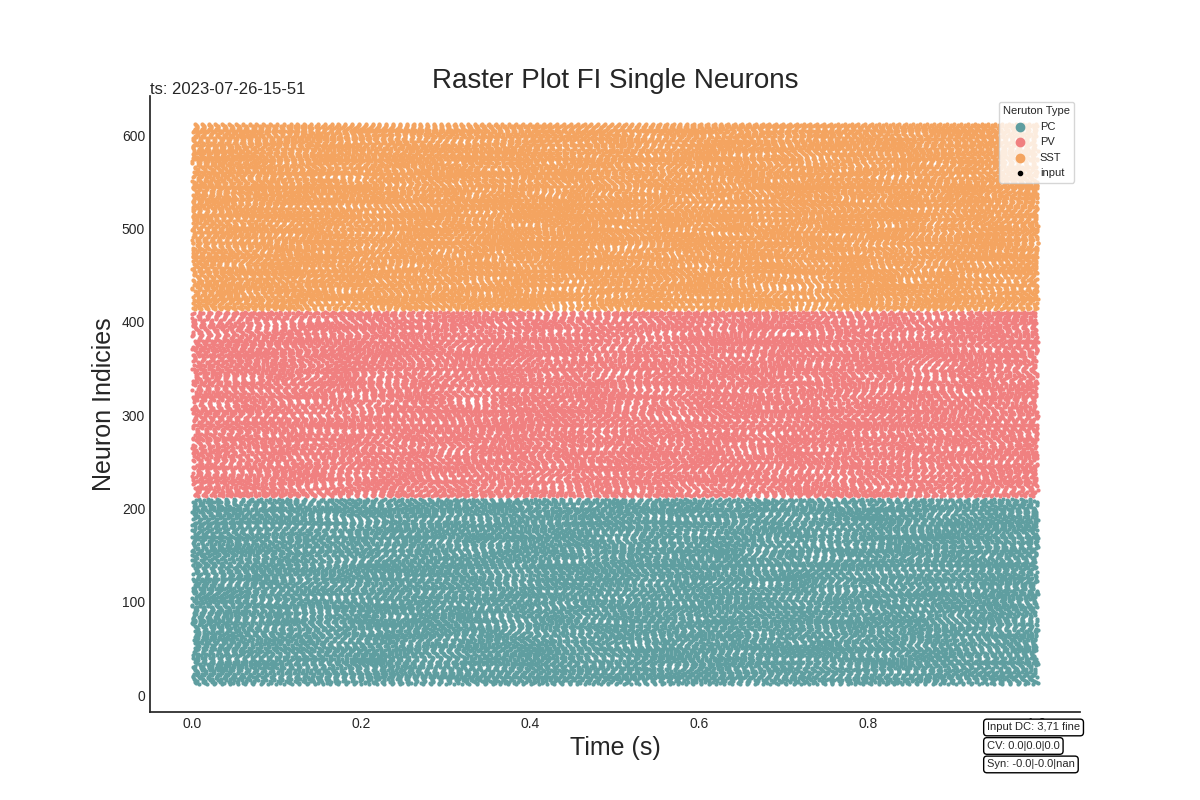 Raster Plot FI Single Neurons
ts: 2023-07-26-15-51
Neruton Type
PC
PV
SST
input
Neuron Indicies
600
500
400
300
200
100
0
0.0 0.2 0.4 0.6 0.8
Time (s)
Input DC: 3,71 fine
CV: 0.0|0.0|0.0
Syn: -0.0|-0.0|nan